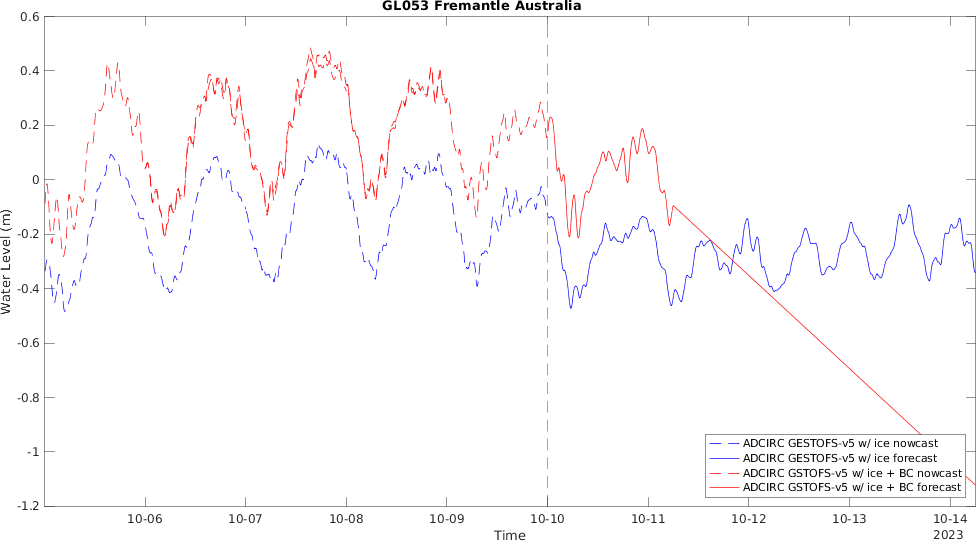 GL053 Fremantle Australia
0.6
0.4
0.2
0
-0.2
-0.4
-0.6
-0.8
-1
-1.2
Water Level (m)
10-06 10-07 10-08 10-09 10-10 10-11 10-12 10-13 10-14
Time
2023
ADCIRC GESTOFS-v5 w/ ice nowcast
ADCIRC GESTOFS-v5 w/ ice forecast
ADCIRC GSTOFS-v5 w/ ice + BC nowcast
ADCIRC GSTOFS-v5 w/ ice + BC forecast